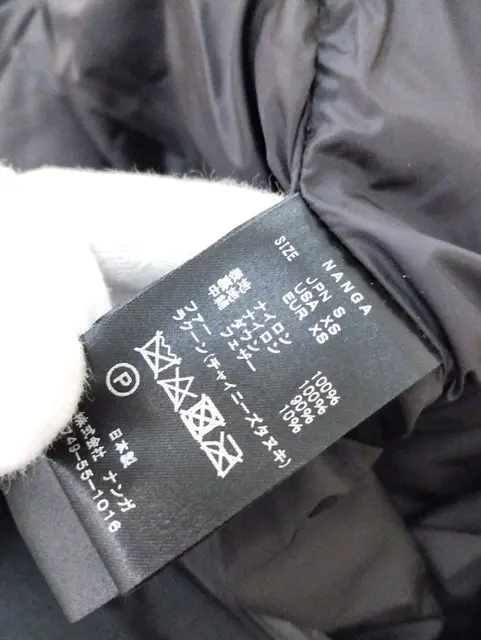 NANGA
SIZE
JPN S
USA XS
EUR XS
表地
裏地
中綿
ナイロン 100%
ナイロン 100%
ダウン 90%
フェザー 10%
ファー
ラクーン(チャイニーズタヌキ)
P
日本製
株式会社 ナンガ
749-55-1016